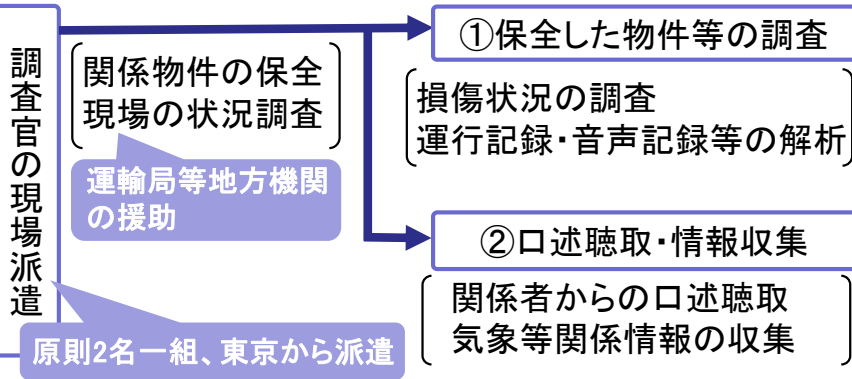 調査官の現場派遣
関係物件の保全
現場の状況調査
運輸局等地方機関
の援助
原則2名一組、東京から派遣
①保全した物件等の調査
損傷状況の調査
運行記録・音声記録等の解析
②口述聴取・情報収集
関係者からの口述聴取
気象等関係情報の収集